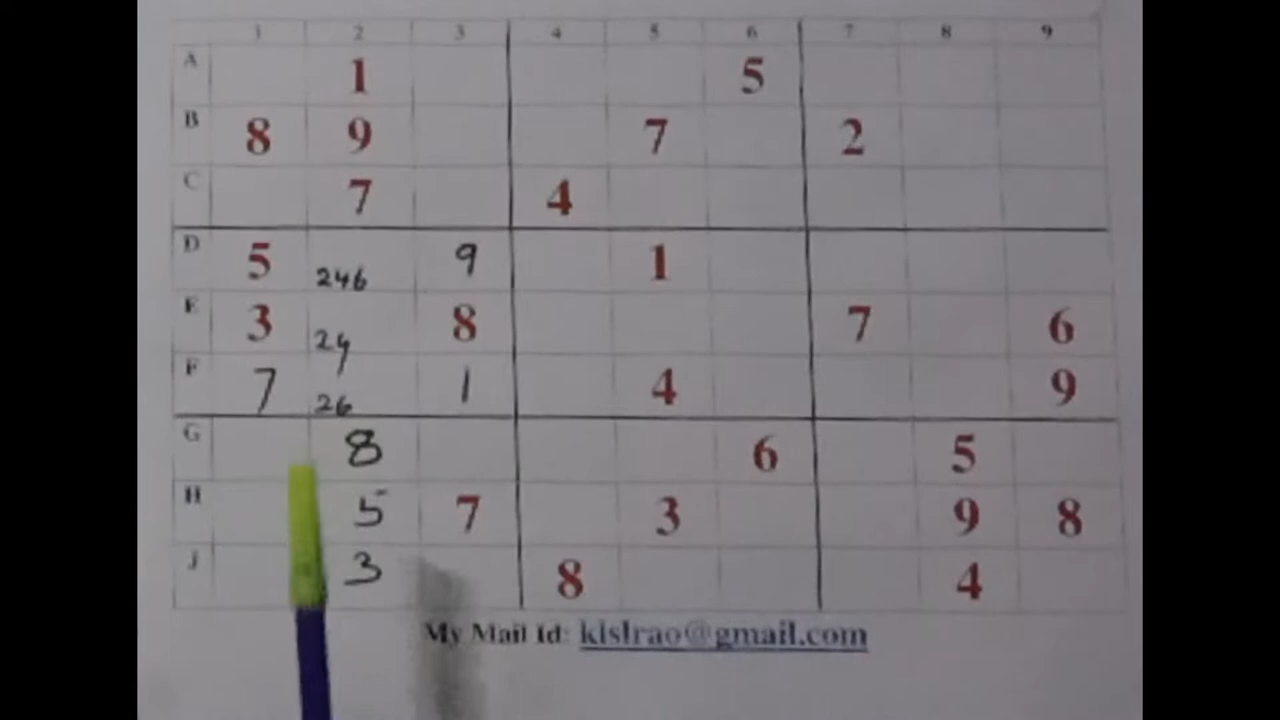 1 2 3 4 5 6 7 8 9
A 1 5
B 8 9 7 2
C 7 4
D 5 246 9 1
E 3 24 8 7 6
F 7 26 1 4 9
G 8 6 5
H 5 7 3 9 8
J 3 8 4
My Mail Id: klslrao@gmail.com